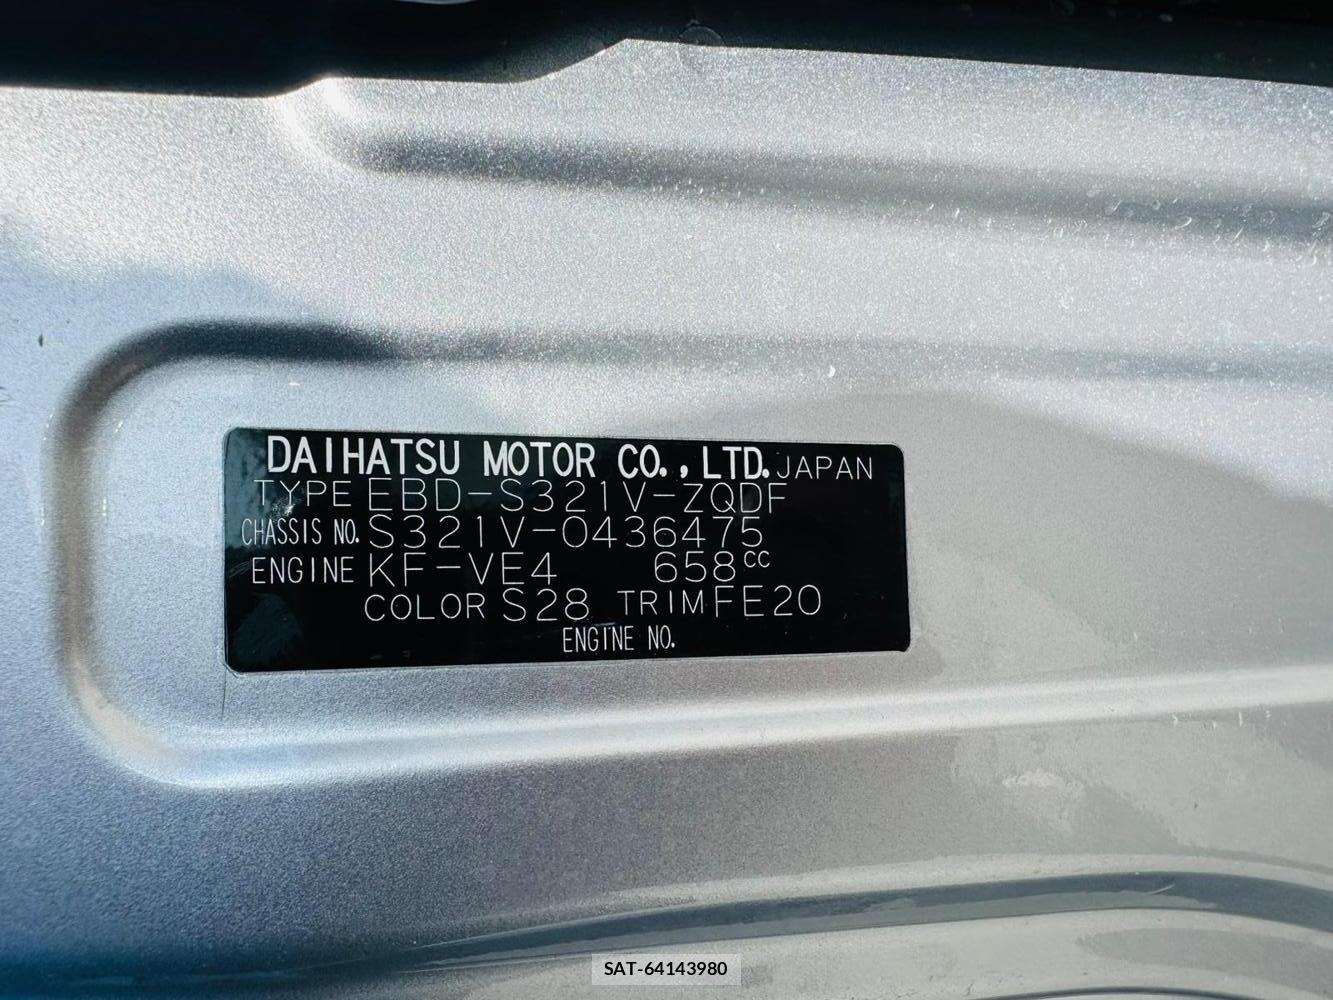 DAIHATSU MOTOR CO., LTD. JAPAN
TYPE EBD-S321V-ZQDF
CHASSIS NO. S321V-0436475
ENGINE KF-VE4 658cc
COLOR S28 TRIM FE20
ENGINE NO.
SAT-64143980